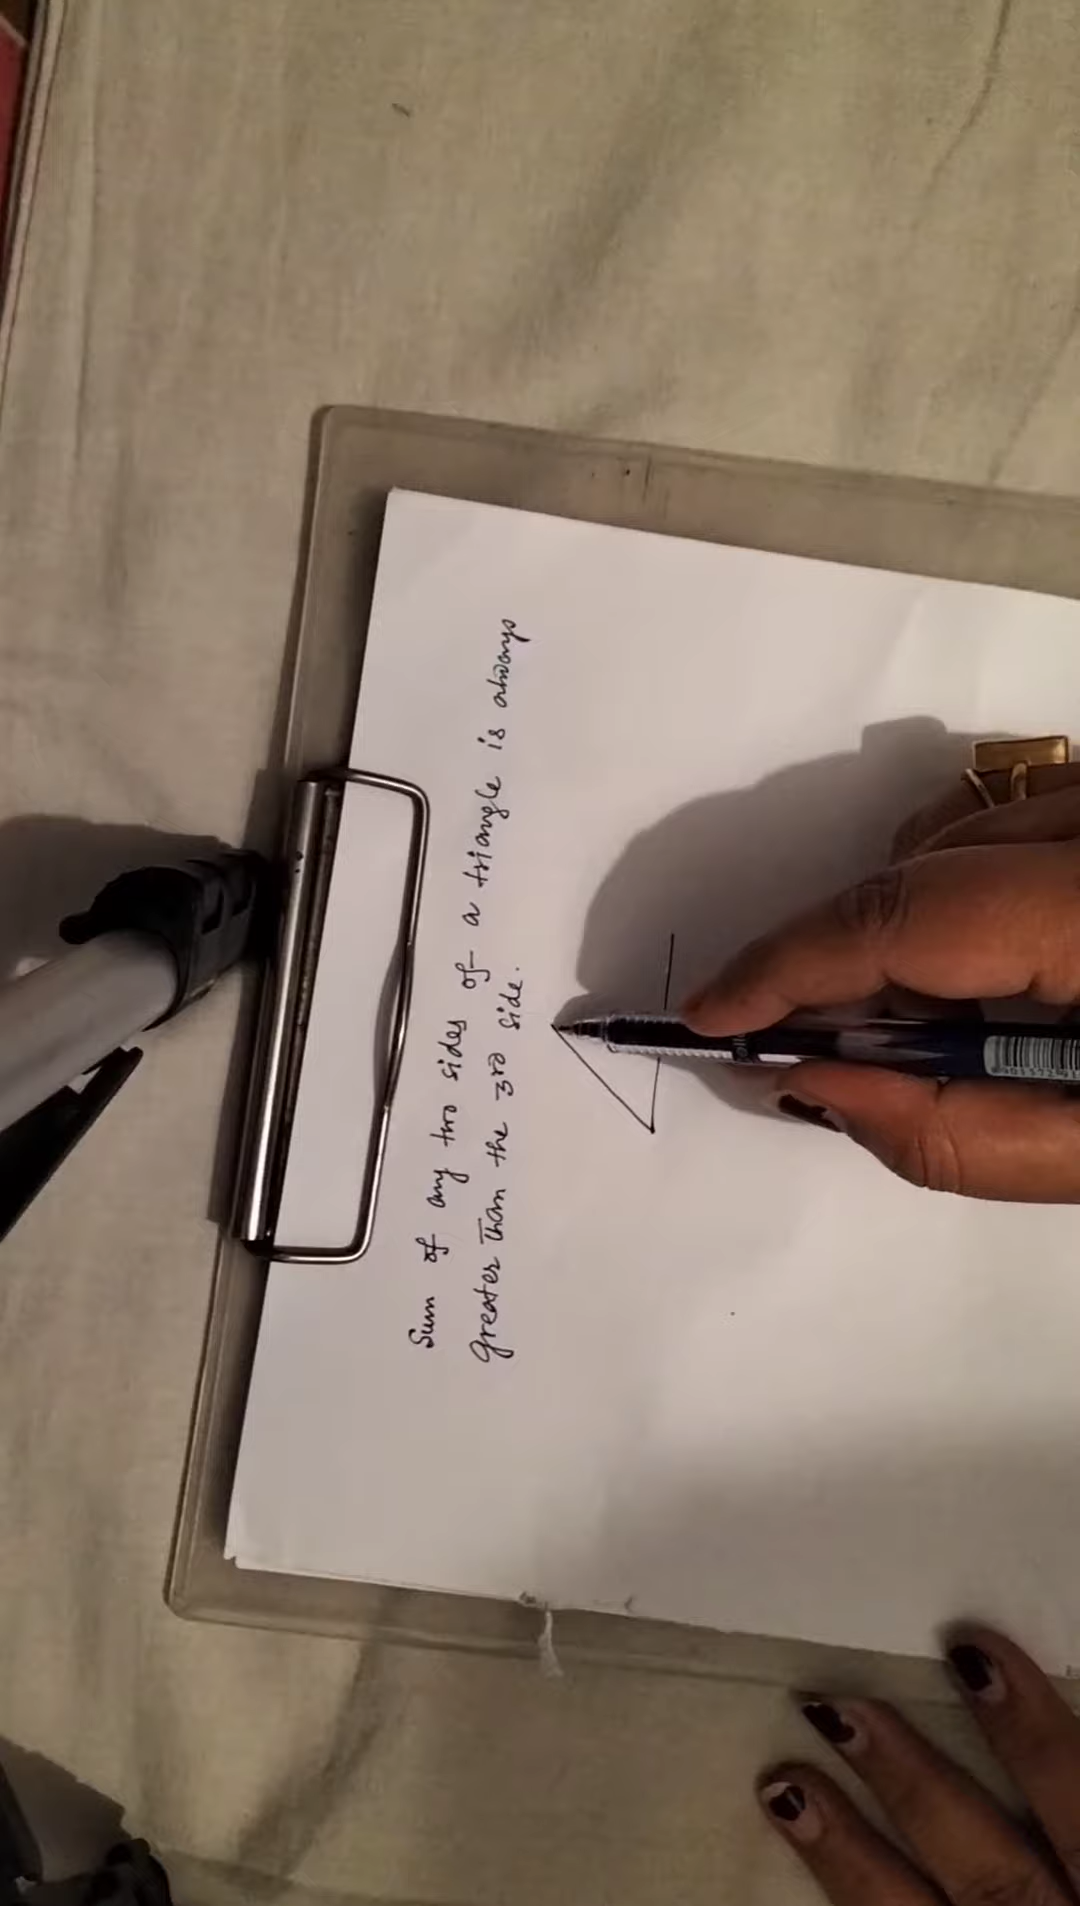 Sum of any two sides of a triangle is always
greater than the 3rd side.